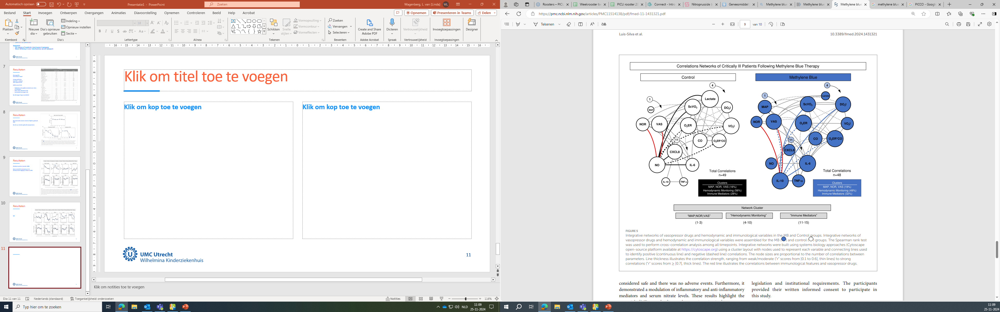 Automatisch opslaan
Presentatie1 - PowerPoint
Zoeken
Wagenberg, L. van (Linda)
WL
Bestand Start Invoegen Ontwerpen Overgangen Animaties Diavoorstelling Opnemen Controleren Beeld Help Acrobat
Opnemen
Presenteren in Teams
Delen
Plakken
Klembord
Nieuwe dia
Dia's opnieuw gebruiken
Indeling
Opnieuw instellen
Sectie
Dia's
18
Lettertype
Alinea
Schikken
Snelle stijlen
Vormopvulling
Vormcontour
Vormeffecten
Tekenen
Zoeken
Vervangen
Selecteren
Bewerken
Create and Share Adobe PDF
Adobe Acrobat
Dicteren
Spraak
Vertrouwelijkheid
Vertrouwelijkheid
Invoegtoepassingen
Invoegtoepassingen
Designer
7
Resultaten
8
Resultaten
9
Resultaten
10
Resultaten
11
Klik om titel toe te voegen
Klik om kop toe te voegen
Klik om kop toe te voegen
UMC Utrecht
Wilhelmina Kinderziekenhuis
11
Klik om notities toe te voegen
Dia 11 van 11
Nederlands (standaard)
Toegankelijkheid: onderzoeken
Notities
116%
Typ hier om te zoeken
NLD
11:09
25-11-2024
Roosters – PICU
Weekrooster be
PICU rooster 20
Connect - Intro
Nitroprusside (
Geneesmiddel
Methylene blue
Methylene blue
Methylene blue
methylene blue
PICCO - Google
https://pmc.ncbi.nlm.nih.gov/articles/PMC11514138/pdf/fmed-11-1431321.pdf
Tekenen
9 van 10
Luis-Silva et al.
10.3389/fmed.2024.1431321
Correlations Networks of Critically Ill Patients Following Methylene Blue Therapy
Control
Methylene Blue
4
1
Lactate
ScVO2
DO2I
MAP
NOR
VAS
O2ER
VO2I
11
CO
O2ER*CO
CXCL8
NO
IL-6
IL-10
TNF-α
Total Correlations
n=49
Clusters
MAP, NOR, VAS (16%)
Hemodynamic Monitoring (56%)
Immune Mediators (28%)
4
1
Lactate
MAP
ScVO2
DO2I
NOR
VAS
O2ER
VO2I
11
CO
O2ER*CO
CXCL8
NO
IL-6
IL-10
TNF-α
Total Correlations
n=48
Clusters
MAP, NOR, VAS (19%)
Hemodynamic Monitoring (49%)
Immune Mediators (32%)
Network Cluster
"MAP;NOR;VAS"
"Hemodynamic Monitoring"
"Immune Mediators"
(1-3)
(4-10)
(11-15)
FIGURE 5
Integrative networks of vasopressor drugs and hemodynamic and immunological variables in the MB and Control groups. Integrative networks of
vasopressor drugs and hemodynamic and immunological variables were assembled for the MB ( ) and control ( ) groups. The Spearman rank test
was used to perform cross-correlation analysis among all timepoints. Integrative networks were built using systems biology approaches (Cytoscape
open-source platform available at https://cytoscape.org) using a cluster layout with nodes used to represent each variable and connecting lines used
to identify positive (continuous line) and negative (dashed line) correlations. The node sizes are proportional to the number of correlations between
parameters. Line thickness illustrates the correlation strength, ranging from weak/moderate ("r" scores from |0.1 to 0.6|, thin lines) to strong
correlations ("r" scores from ≥ |0.7|, thick lines). The red line illustrates the correlations between immunological features and vasopressor drugs.
considered safe and there was no adverse events. Furthermore, it
demonstrated a modulation of inflammatory and anti-inflammatory
mediators and serum nitrate levels. These results highlight the
legislation and institutional requirements. The participants
provided their written informed consent to participate in
this study.
11:09
25-11-2024